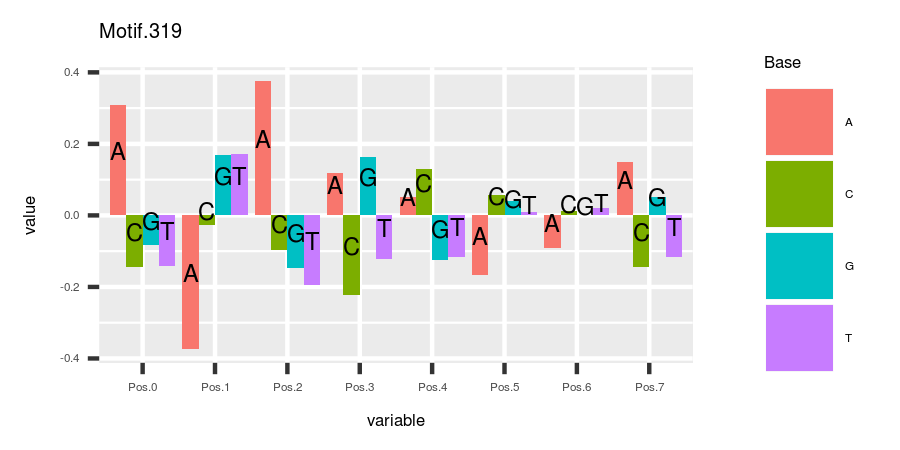 Motif.319
Base
0.4
0.2
0.0
-0.2
-0.4
value
A C G T A C G T A C G T A C G T A C G T A C G T A C G T A C G T
A
C
G
T
Pos.0 Pos.1 Pos.2 Pos.3 Pos.4 Pos.5 Pos.6 Pos.7
variable